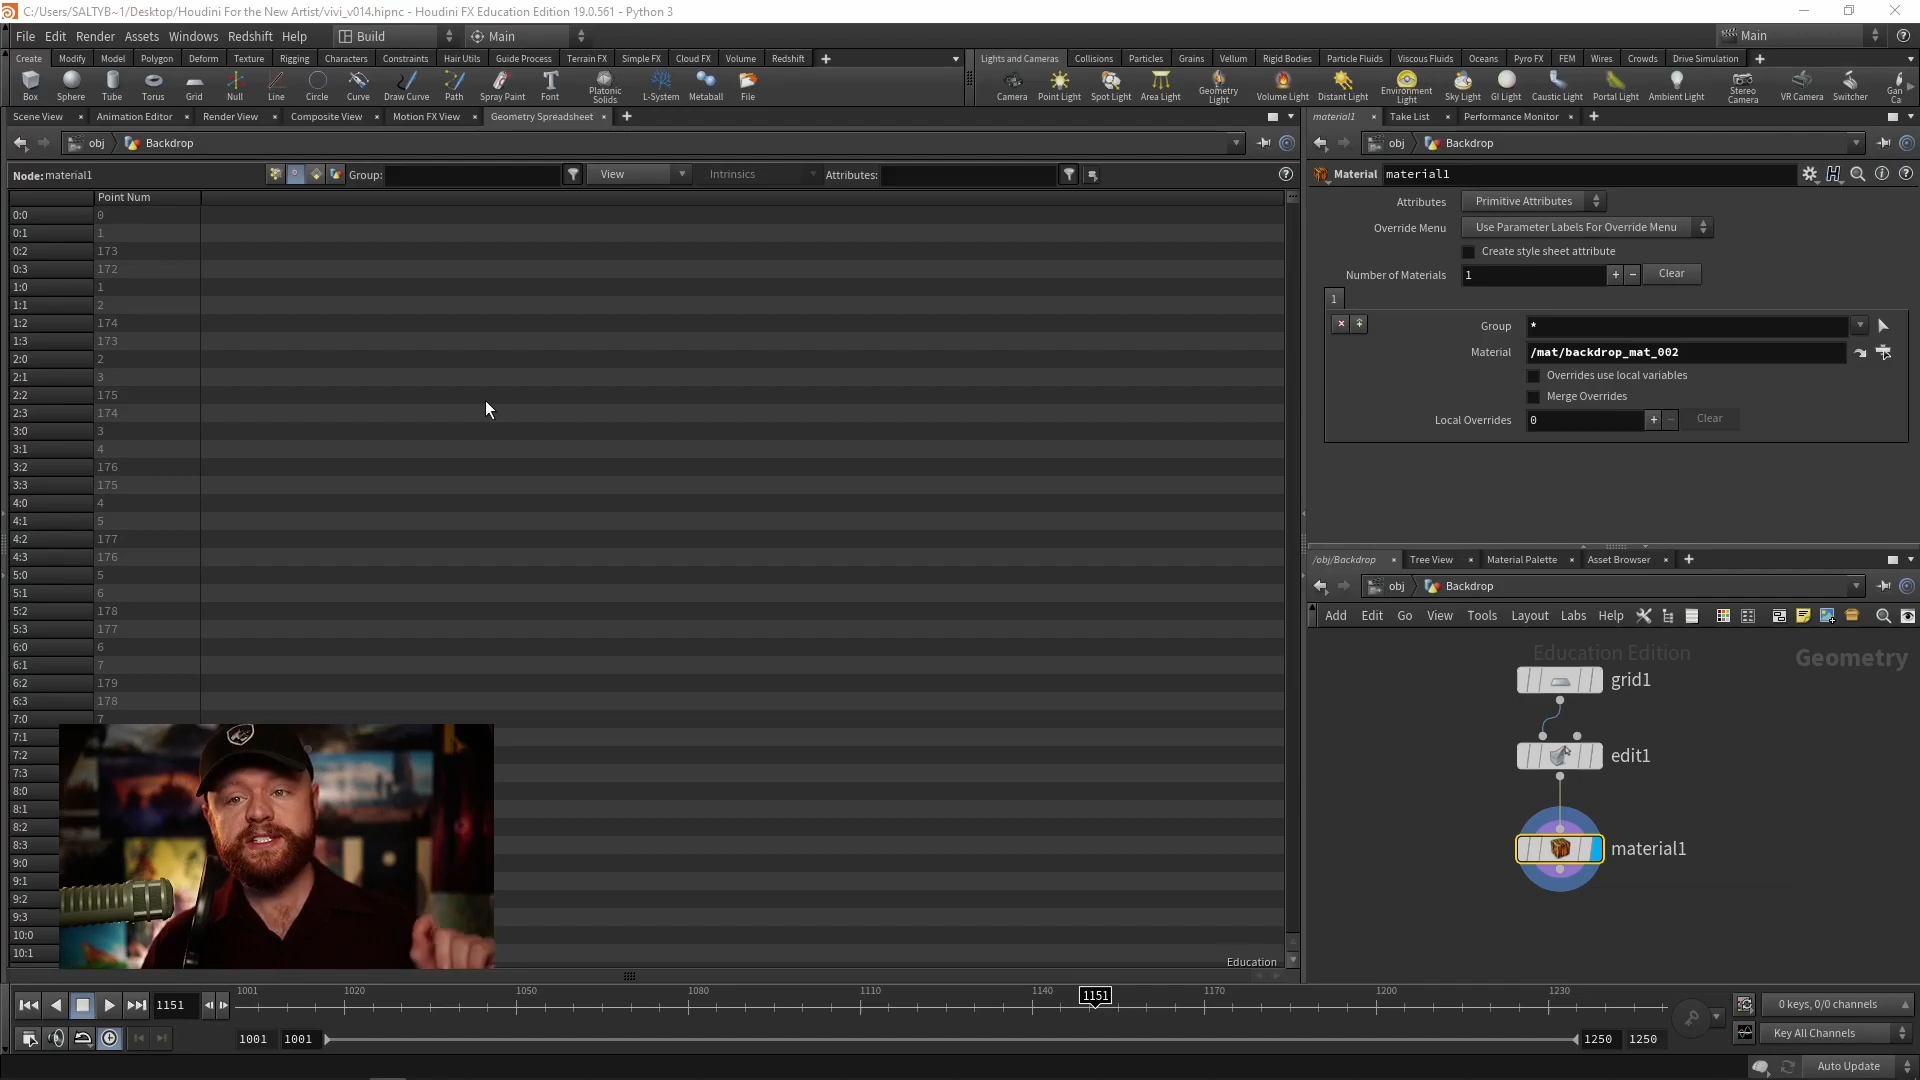 C:/Users/SALTYB~1/Desktop/Houdini For the New Artist/vivi_v014.hipnc - Houdini FX Education Edition 19.0.561 - Python 3
File Edit Render Assets Windows Redshift Help Build Main Main
Create Modify Model Polygon Deform Texture Rigging Characters Constraints Hair Utils Guide Process Terrain FX Simple FX Cloud FX Volume Redshift
Box Sphere Tube Torus Grid Null Line Circle Curve Draw Curve Path Spray Paint Font Platonic Solids L-System Metaball File
Lights and Cameras Collisions Particles Grains Vellum Rigid Bodies Particle Fluids Viscous Fluids Oceans Pyro FX FEM Wires Crowds Drive Simulation
Camera Point Light Spot Light Area Light Geometry Light Volume Light Distant Light Environment Light Sky Light GI Light Caustic Light Portal Light Ambient Light Stereo Camera VR Camera Switcher Gan Ca
Scene View Animation Editor Render View Composite View Motion FX View Geometry Spreadsheet
obj Backdrop
Node: material1 Group: View Intrinsics Attributes:
Point Num
0:0 0
0:1 1
0:2 173
0:3 172
1:0 1
1:1 2
1:2 174
1:3 173
2:0 2
2:1 3
2:2 175
2:3 174
3:0 3
3:1 4
3:2 176
3:3 175
4:0 4
4:1 5
4:2 177
4:3 176
5:0 5
5:1 6
5:2 178
5:3 177
6:0 6
6:1 7
6:2 179
6:3 178
7:0 7
7:1
7:2
7:3
8:0
8:1
8:2
8:3
9:0
9:1
9:2
9:3
10:0
10:1
Education
material1 Take List Performance Monitor
obj Backdrop
Material material1
Attributes Primitive Attributes
Override Menu Use Parameter Labels For Override Menu
Create style sheet attribute
Number of Materials 1 Clear
1
Group *
Material /mat/backdrop_mat_002
Overrides use local variables
Merge Overrides
Local Overrides 0 Clear
/obj/Backdrop Tree View Material Palette Asset Browser
obj Backdrop
Add Edit Go View Tools Layout Labs Help
Education Edition
Geometry
grid1
edit1
material1
1151 1001 1020 1050 1080 1110 1140 1151 1170 1200 1230
0 keys, 0/0 channels
1001 1001 1250 1250
Key All Channels
Auto Update